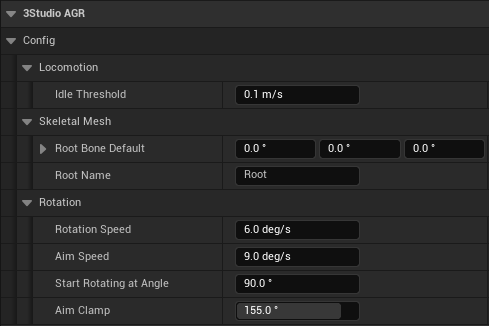 3Studio AGR
Config
Locomotion
Idle Threshold 0.1 m/s
Skeletal Mesh
Root Bone Default 0.0 ° 0.0 ° 0.0 °
Root Name Root
Rotation
Rotation Speed 6.0 deg/s
Aim Speed 9.0 deg/s
Start Rotating at Angle 90.0 °
Aim Clamp 155.0 °